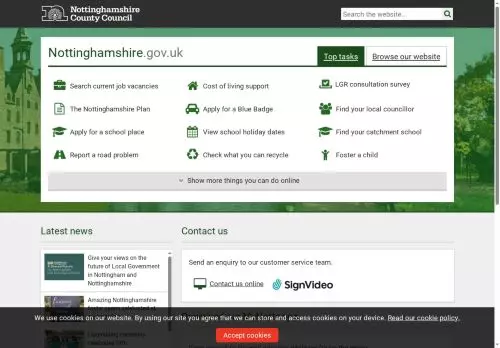 Nottinghamshire
County Council
Search the website...
Nottinghamshire.gov.uk
Top tasks
Browse our website
Search current job vacancies
Cost of living support
LGR consultation survey
The Nottinghamshire Plan
Apply for a Blue Badge
Find your local councillor
Apply for a school place
View school holiday dates
Find your catchment school
Report a road problem
Check what you can recycle
Foster a child
Show more things you can do online
Latest news
Give your views on the
future of Local Government
in Nottingham and
Nottinghamshire
Amazing Nottinghamshire
Contact us
Send an enquiry to our customer service team.
Contact us online
SignVideo
We use cookies on our website. By using our site you agree that we can store and access cookies on your device. Read our cookie policy.
Accept cookies